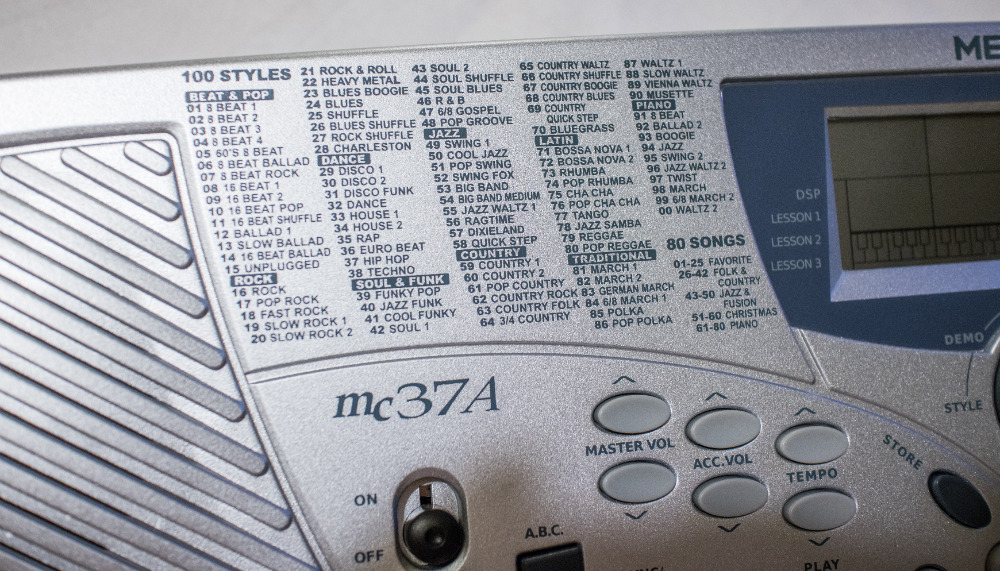 100 STYLES
BEAT & POP
01 8 BEAT 1
02 8 BEAT 2
03 8 BEAT 3
04 8 BEAT 4
05 60'S 8 BEAT
06 8 BEAT BALLAD
07 8 BEAT ROCK
08 16 BEAT 1
09 16 BEAT 2
10 16 BEAT POP
11 16 BEAT SHUFFLE
12 BALLAD 1
13 SLOW BALLAD
14 16 BEAT BALLAD
15 UNPLUGGED
ROCK
16 ROCK
17 POP ROCK
18 FAST ROCK
19 SLOW ROCK 1
20 SLOW ROCK 2
21 ROCK & ROLL
22 HEAVY METAL
23 BLUES BOOGIE
24 BLUES
25 SHUFFLE
26 BLUES SHUFFLE
27 ROCK SHUFFLE
28 CHARLESTON
DANCE
29 DISCO 1
30 DISCO 2
31 DISCO FUNK
32 DANCE
33 HOUSE 1
34 HOUSE 2
35 RAP
36 EURO BEAT
37 HIP HOP
38 TECHNO
SOUL & FUNK
39 FUNKY POP
40 JAZZ FUNK
41 COOL FUNKY
42 SOUL 1
43 SOUL 2
44 SOUL SHUFFLE
45 SOUL BLUES
46 R & B
47 6/8 GOSPEL
48 POP GROOVE
JAZZ
49 SWING 1
50 COOL JAZZ
51 POP SWING
52 SWING FOX
53 BIG BAND
54 BIG BAND MEDIUM
55 JAZZ WALTZ 1
56 RAGTIME
57 DIXIELAND
58 QUICK STEP
COUNTRY
59 COUNTRY 1
60 COUNTRY 2
61 POP COUNTRY
62 COUNTRY ROCK
63 COUNTRY FOLK
64 3/4 COUNTRY
65 COUNTRY WALTZ
66 COUNTRY SHUFFLE
67 COUNTRY BOOGIE
68 COUNTRY BLUES
69 COUNTRY
QUICK STEP
70 BLUEGRASS
LATIN
71 BOSSA NOVA 1
72 BOSSA NOVA 2
73 RHUMBA
74 POP RHUMBA
75 CHA CHA
76 POP CHA CHA
77 TANGO
78 JAZZ SAMBA
79 REGGAE
80 POP REGGAE
TRADITIONAL
81 MARCH 1
82 MARCH 2
83 GERMAN MARCH
84 6/8 MARCH 1
85 POLKA
86 POP POLKA
87 WALTZ 1
88 SLOW WALTZ
89 VIENNA WALTZ
90 MUSETTE
PIANO
91 8 BEAT
92 BALLAD 2
93 BOOGIE
94 JAZZ
95 SWING 2
96 JAZZ WALTZ 2
97 TWIST
98 MARCH
99 6/8 MARCH 2
00 WALTZ 2
80 SONGS
01-25 FAVORITE
26-42 FOLK &
COUNTRY
43-50 JAZZ &
FUSION
51-60 CHRISTMAS
61-80 PIANO
ME
DSP
LESSON 1
LESSON 2
LESSON 3
DEMO
STYLE
mc37A
MASTER VOL
ACC.VOL
TEMPO
STORE
ON
OFF
A.B.C.
PLAY